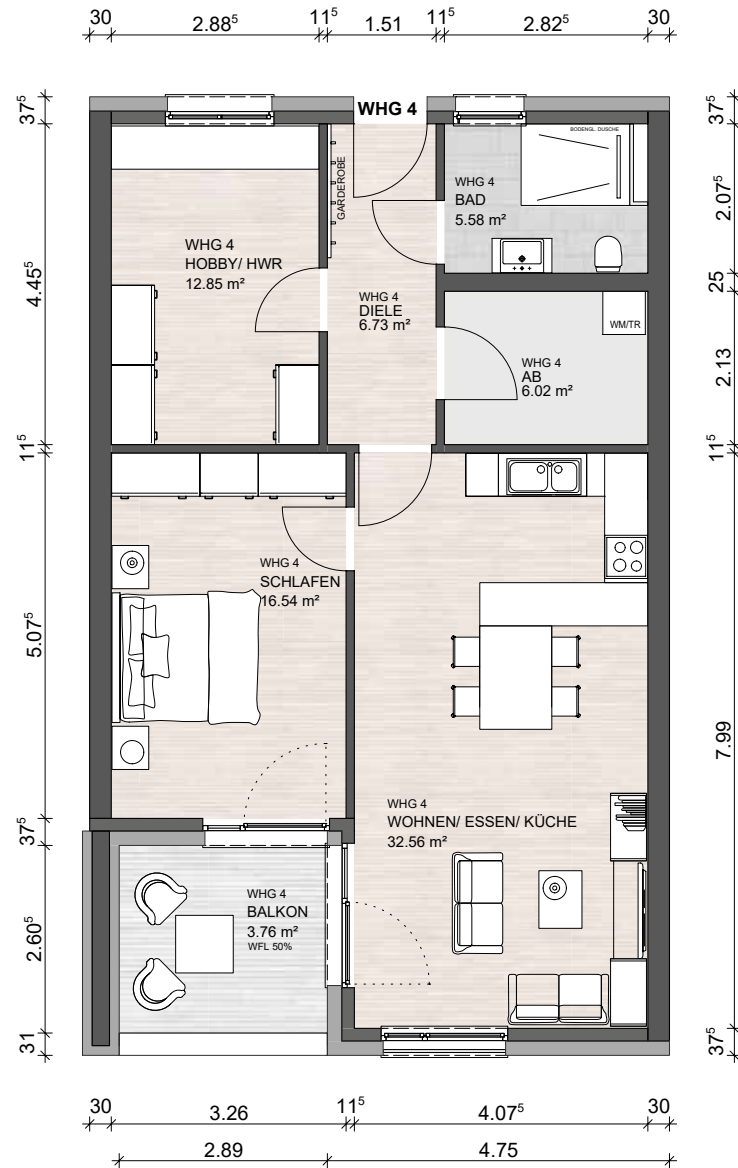 30 2.88⁵ 11⁵ 1.51 11⁵ 2.82⁵ 30
37⁵
4.45⁵
11⁵
5.07⁵
37⁵
2.60⁵
31
WHG 4
GARDEROBE
WHG 4
HOBBY/ HWR
12.85 m²
WHG 4
DIELE
6.73 m²
BODENGL. DUSCHE
WHG 4
BAD
5.58 m²
WM/TR
WHG 4
AB
6.02 m²
WHG 4
SCHLAFEN
16.54 m²
WHG 4
WOHNEN/ ESSEN/ KÜCHE
32.56 m²
WHG 4
BALKON
3.76 m²
WFL 50%
37⁵
2.07⁵
25
2.13
11⁵
7.99
37⁵
30 3.26 11⁵ 4.07⁵ 30
2.89 4.75